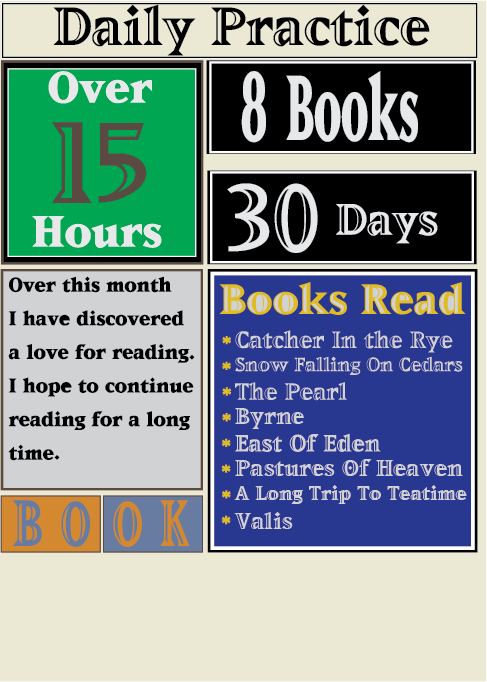 Daily Practice
Over
15
Hours
8 Books
30 Days
Over this month
I have discovered
a love for reading.
I hope to continue
reading for a long
time.
Books Read
* Catcher In the Rye
* Snow Falling On Cedars
* The Pearl
* Byrne
* East Of Eden
* Pastures Of Heaven
* A Long Trip To Teatime
* Valis
BOOK